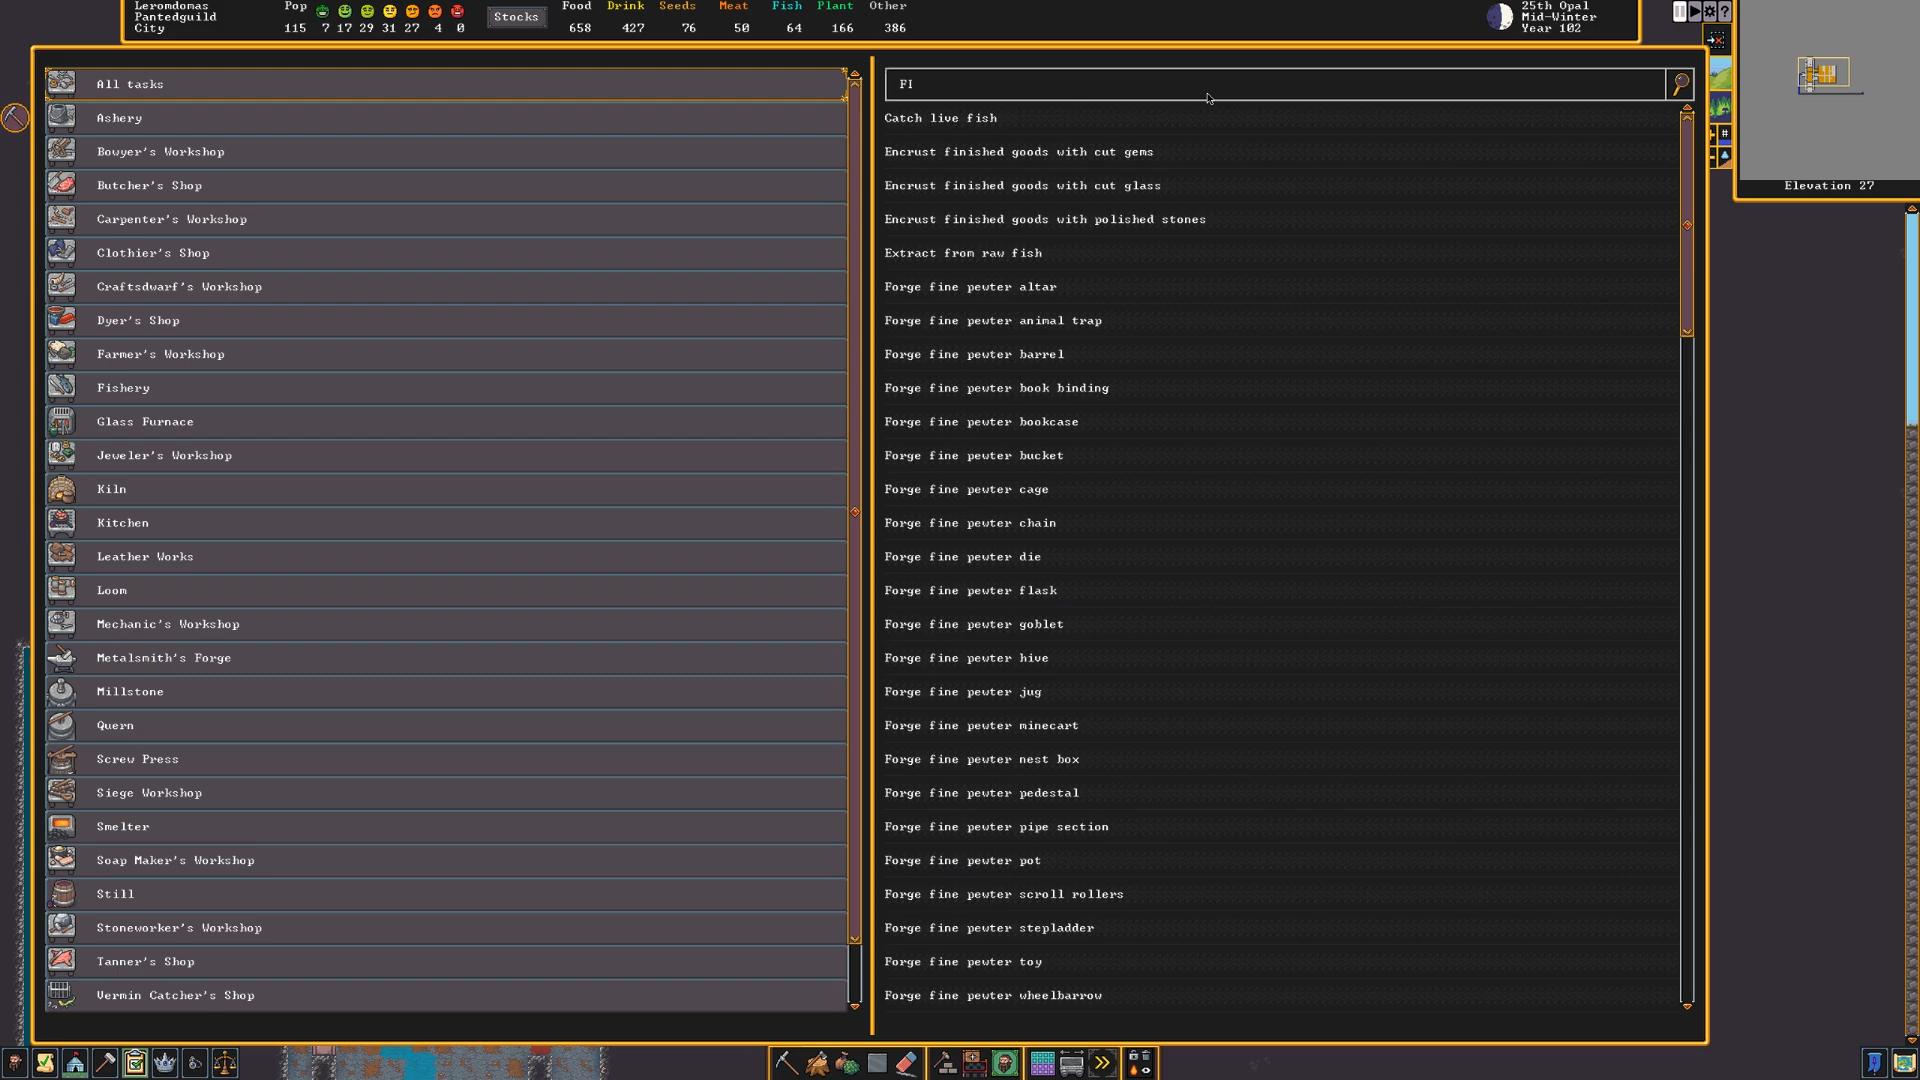 Leromdomas
Pantedguild
City
Pop
115 7 17 29 31 27 4 0
Stocks
Food Drink Seeds Meat Fish Plant Other
658 427 76 50 64 166 386
25th Opal
Mid-Winter
Year 102
Elevation 27
All tasks
Ashery
Bowyer's Workshop
Butcher's Shop
Carpenter's Workshop
Clothier's Shop
Craftsdwarf's Workshop
Dyer's Shop
Farmer's Workshop
Fishery
Glass Furnace
Jeweler's Workshop
Kiln
Kitchen
Leather Works
Loom
Mechanic's Workshop
Metalsmith's Forge
Millstone
Quern
Screw Press
Siege Workshop
Smelter
Soap Maker's Workshop
Still
Stoneworker's Workshop
Tanner's Shop
Vermin Catcher's Shop
FI
Catch live fish
Encrust finished goods with cut gems
Encrust finished goods with cut glass
Encrust finished goods with polished stones
Extract from raw fish
Forge fine pewter altar
Forge fine pewter animal trap
Forge fine pewter barrel
Forge fine pewter book binding
Forge fine pewter bookcase
Forge fine pewter bucket
Forge fine pewter cage
Forge fine pewter chain
Forge fine pewter die
Forge fine pewter flask
Forge fine pewter goblet
Forge fine pewter hive
Forge fine pewter jug
Forge fine pewter minecart
Forge fine pewter nest box
Forge fine pewter pedestal
Forge fine pewter pipe section
Forge fine pewter pot
Forge fine pewter scroll rollers
Forge fine pewter stepladder
Forge fine pewter toy
Forge fine pewter wheelbarrow